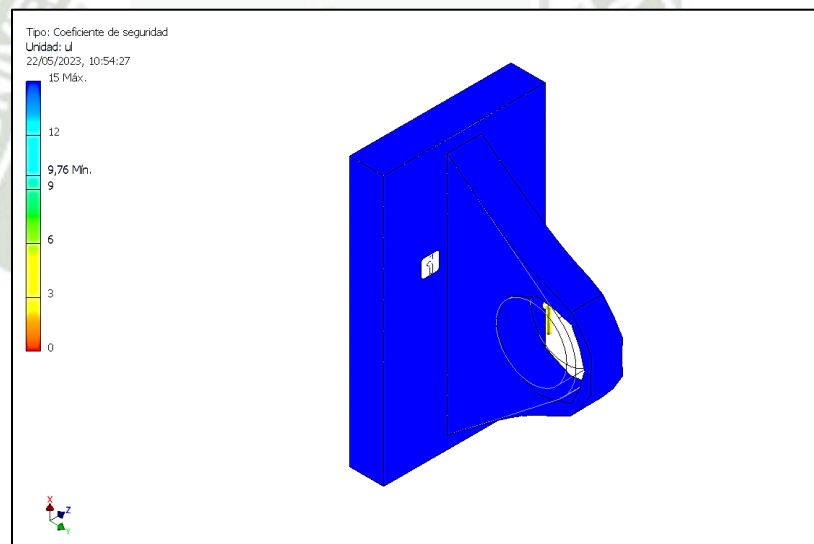 Tipo: Coeficiente de seguridad
Unidad: ul
22/05/2023, 10:54:27
15 Máx.
12
9,76 Mín.
9
6
3
0
1
X
Z
Y